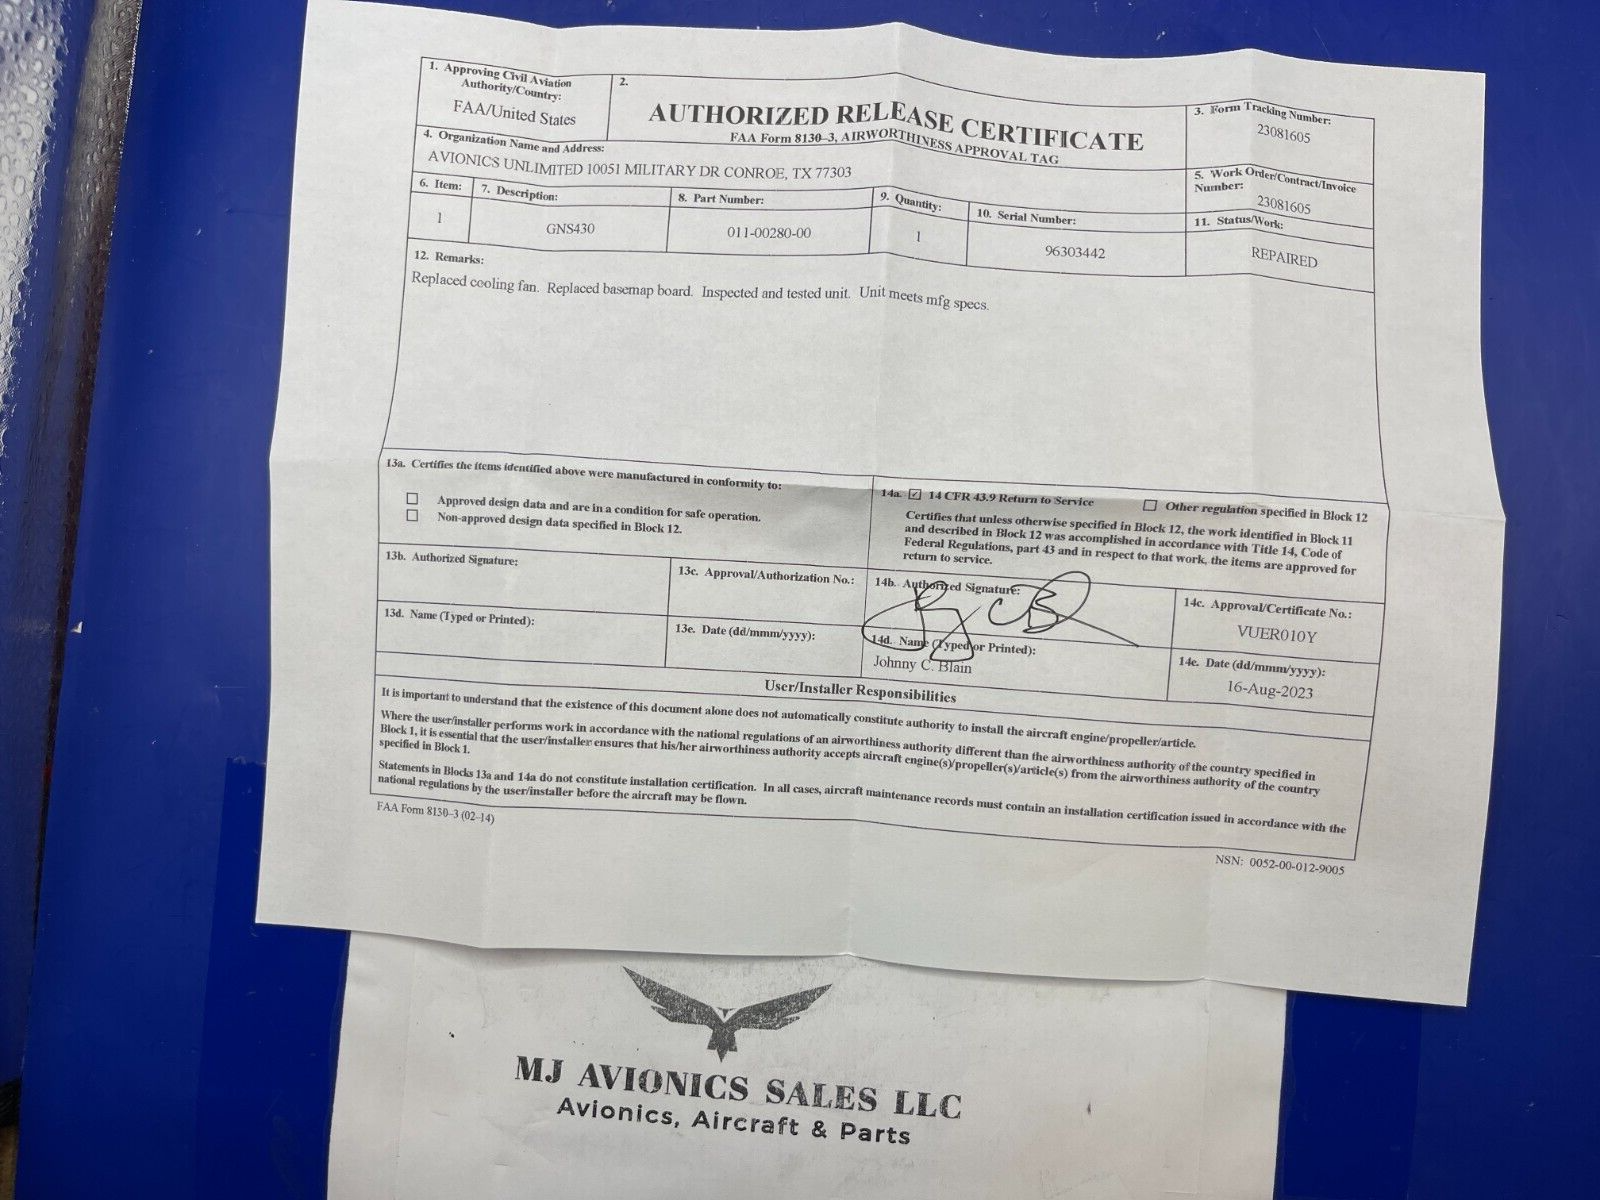 1. Approving Civil Aviation
Authority/Country:
FAA/United States
2.
AUTHORIZED RELEASE CERTIFICATE
FAA Form 8130–3, AIRWORTHINESS APPROVAL TAG
3. Form Tracking Number:
23081605
4. Organization Name and Address:
AVIONICS UNLIMITED 10051 MILITARY DR CONROE, TX 77303
5. Work Order/Contract/Invoice
Number:
23081605
6. Item:
7. Description:
8. Part Number:
9. Quantity:
10. Serial Number:
11. Status/Work:
1
GNS430
011-00280-00
1
96303442
REPAIRED
12. Remarks:
Replaced cooling fan. Replaced basemap board. Inspected and tested unit. Unit meets mfg specs.
13a. Certifies the items identified above were manufactured in conformity to:
☐ Approved design data and are in a condition for safe operation.
☐ Non-approved design data specified in Block 12.
14a. ☑ 14 CFR 43.9 Return to Service ☐ Other regulation specified in Block 12
Certifies that unless otherwise specified in Block 12, the work identified in Block 11
and described in Block 12 was accomplished in accordance with Title 14, Code of
Federal Regulations, part 43 and in respect to that work, the items are approved for
return to service.
13b. Authorized Signature:
13c. Approval/Authorization No.:
14b. Authorized Signature:
14c. Approval/Certificate No.:
VUER010Y
13d. Name (Typed or Printed):
13e. Date (dd/mmm/yyyy):
14d. Name (Typed or Printed):
Johnny C. Blain
14e. Date (dd/mmm/yyyy):
16-Aug-2023
User/Installer Responsibilities
It is important to understand that the existence of this document alone does not automatically constitute authority to install the aircraft engine/propeller/article.
Where the user/installer performs work in accordance with the national regulations of an airworthiness authority different than the airworthiness authority of the country specified in
Block 1, it is essential that the user/installer ensures that his/her airworthiness authority accepts aircraft engine(s)/propeller(s)/article(s) from the airworthiness authority of the country
specified in Block 1.
Statements in Blocks 13a and 14a do not constitute installation certification. In all cases, aircraft maintenance records must contain an installation certification issued in accordance with the
national regulations by the user/installer before the aircraft may be flown.
FAA Form 8130–3 (02–14)
NSN: 0052-00-012-9005
MJ AVIONICS SALES LLC
Avionics, Aircraft & Parts